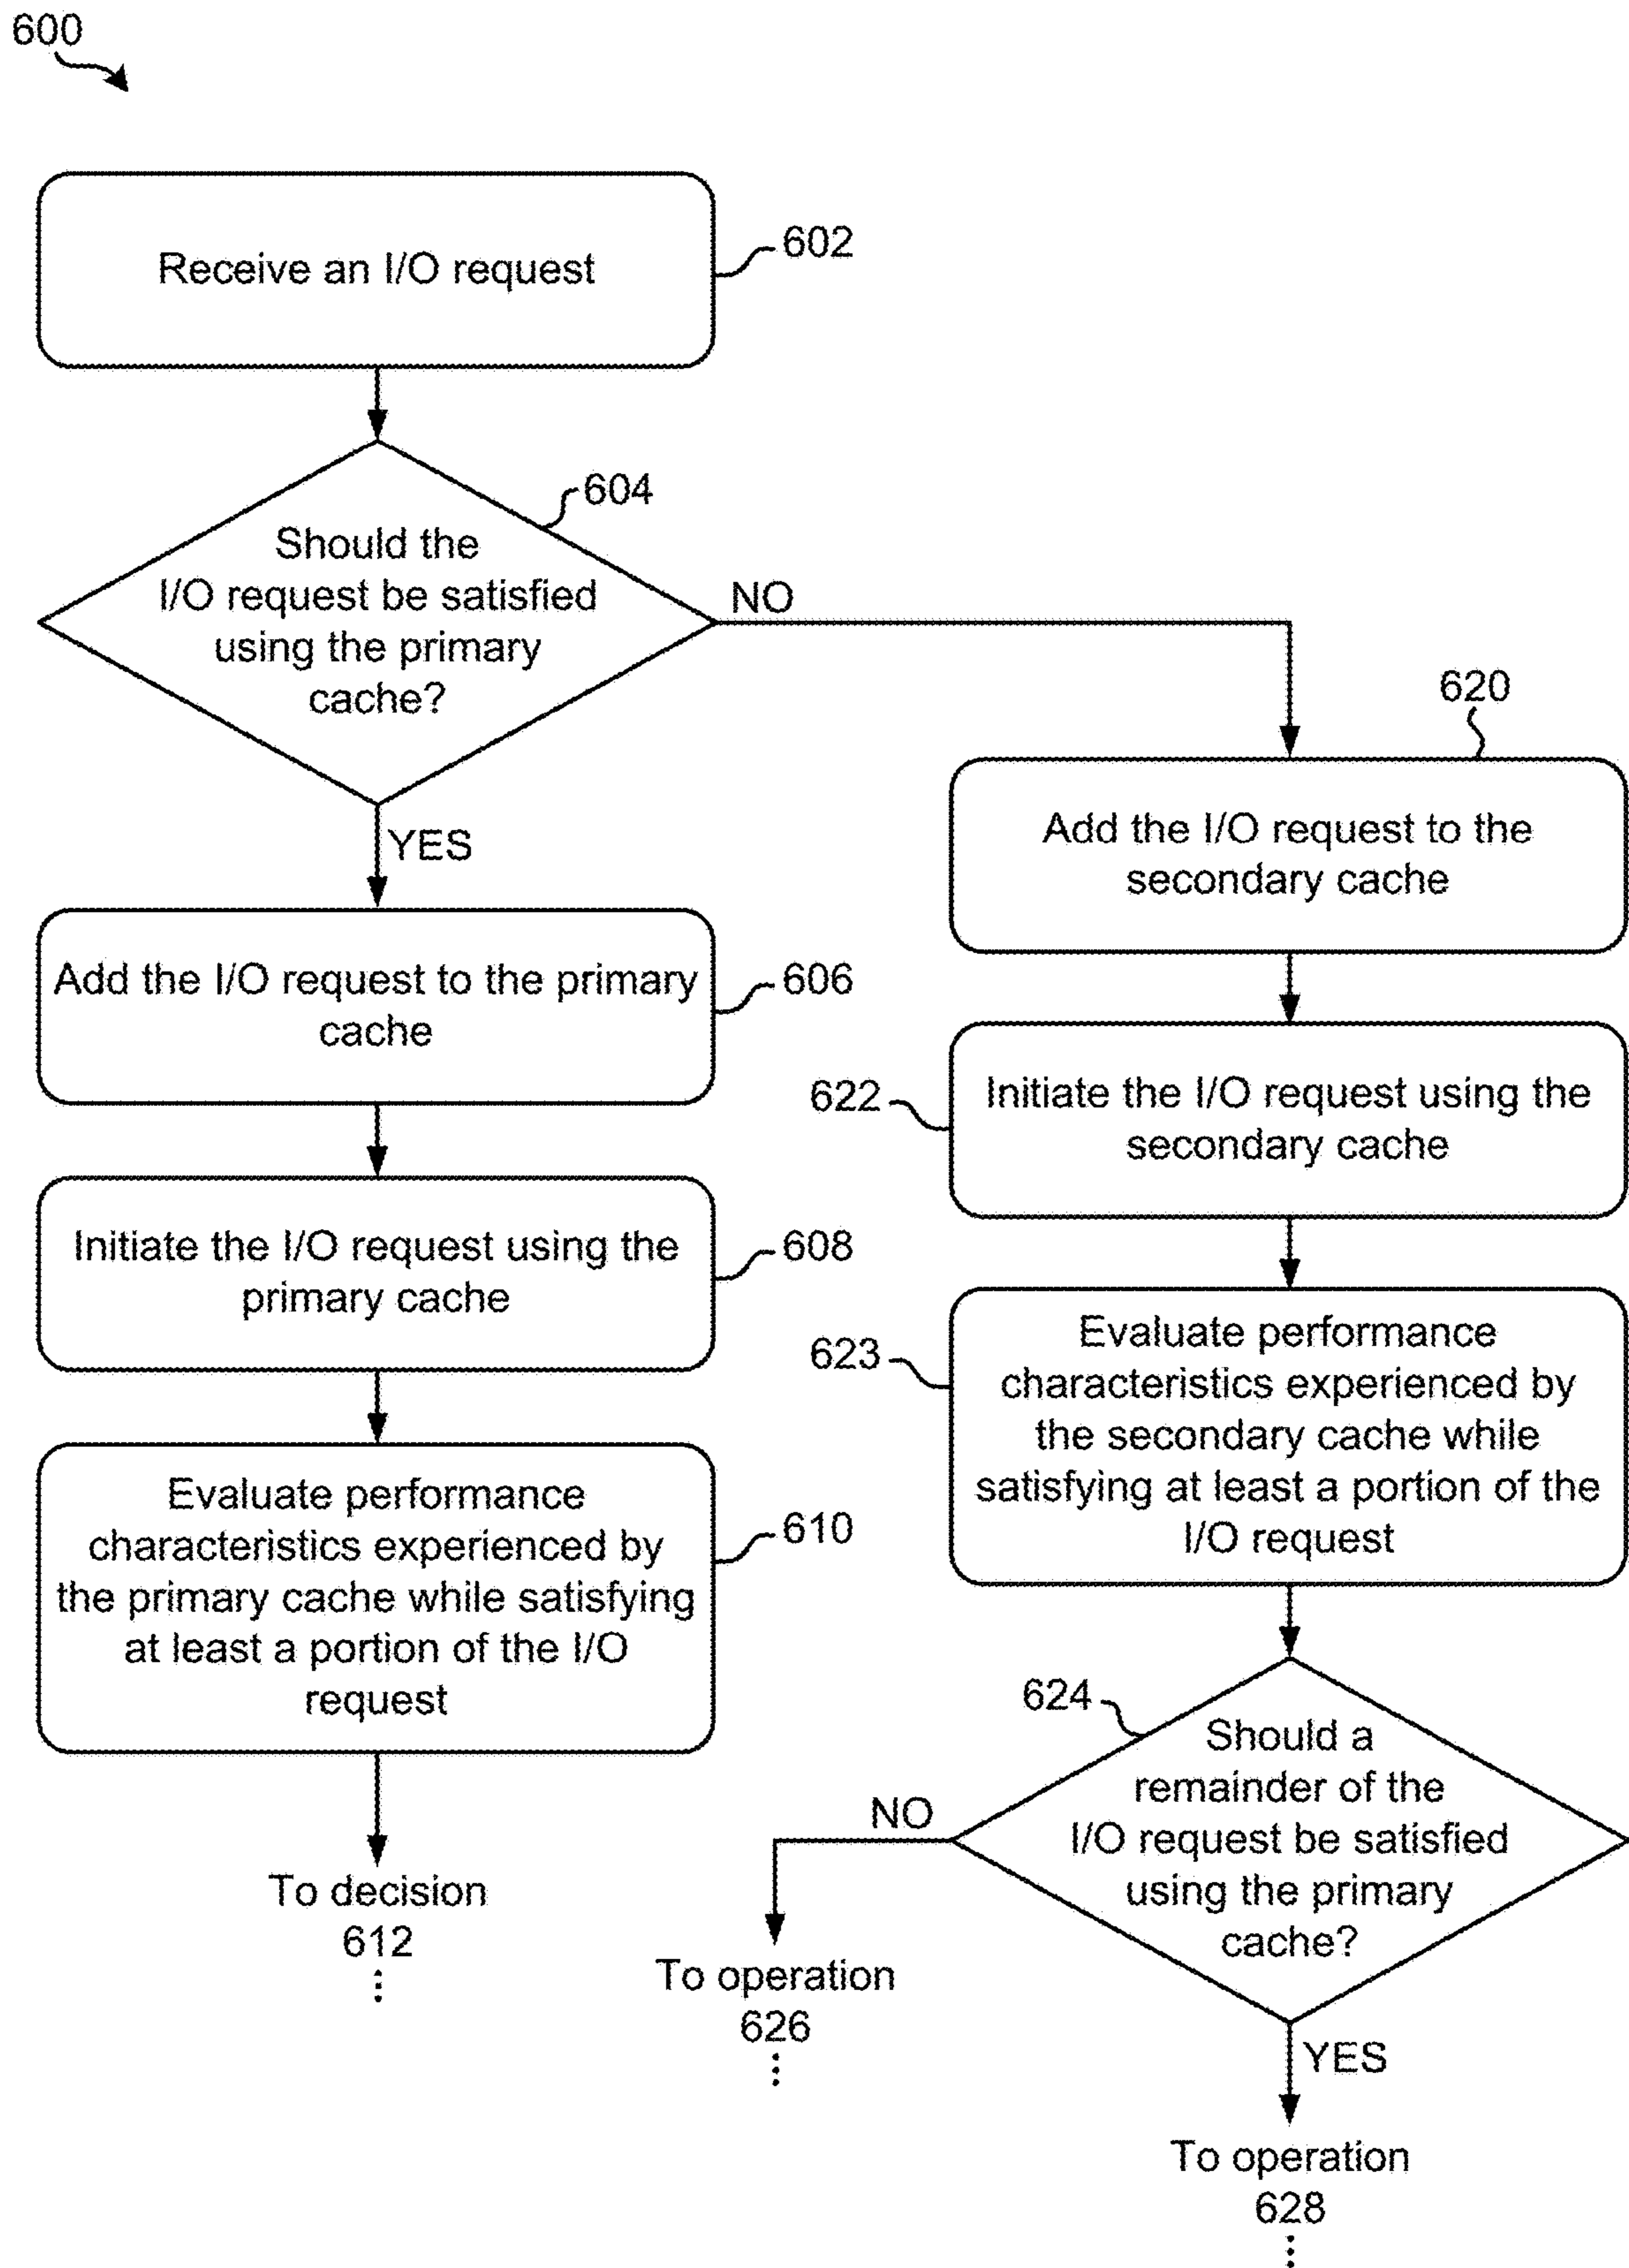 600
Receive an I/O request
602
604
Should the
I/O request be satisfied
using the primary
cache?
NO
YES
620
Add the I/O request to the
secondary cache
Add the I/O request to the primary
cache
606
622
Initiate the I/O request using the
secondary cache
Initiate the I/O request using the
primary cache
608
623
Evaluate performance
characteristics experienced by
the secondary cache while
satisfying at least a portion of the
I/O request
Evaluate performance
characteristics experienced by
the primary cache while satisfying
at least a portion of the I/O
request
610
To decision
612
⋮
624
Should a
remainder of the
I/O request be satisfied
using the primary
cache?
NO
To operation
626
⋮
YES
To operation
628
⋮